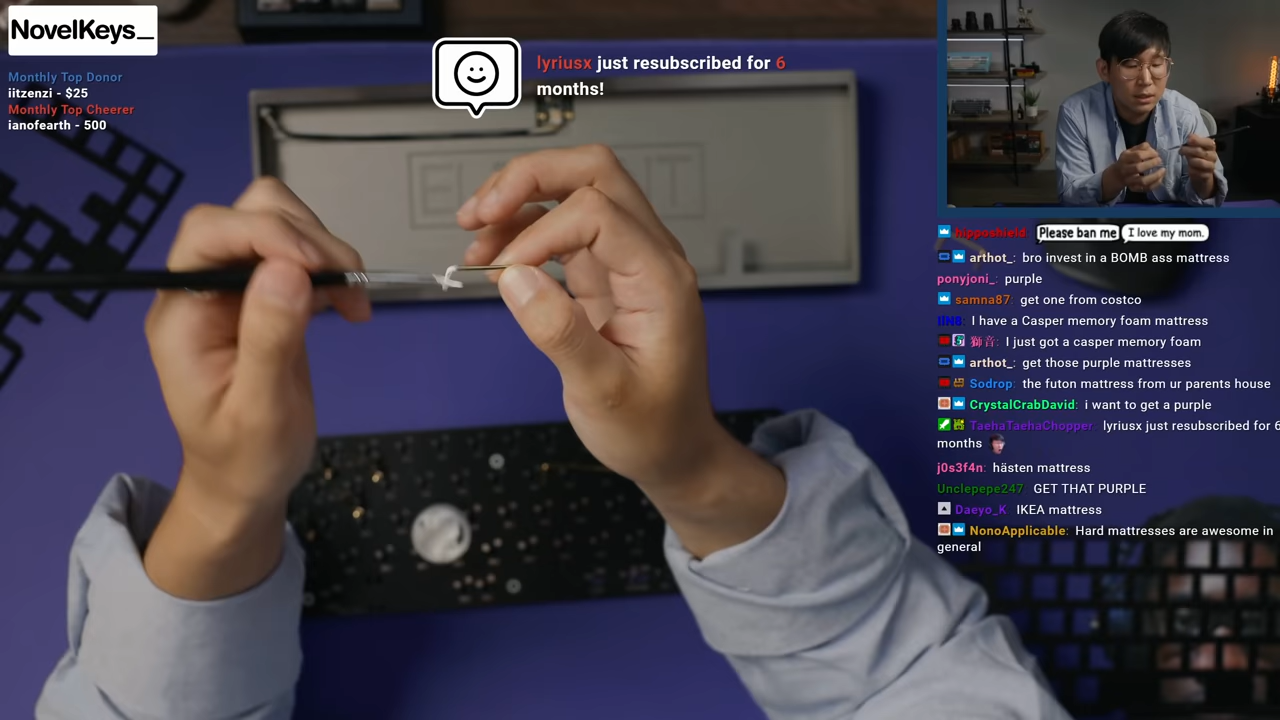 NovelKeys_
Monthly Top Donor
iitzenzi - $25
Monthly Top Cheerer
ianofearth - 500
lyriusx just resubscribed for 6
months!
hipposhield: Please ban me I love my mom.
arthot_: bro invest in a BOMB ass mattress
ponyjoni_: purple
samna87: get one from costco
I have a Casper memory foam mattress
獅音: I just got a casper memory foam
arthot_: get those purple mattresses
Sodrop: the futon mattress from ur parents house
CrystalCrabDavid: i want to get a purple
TaehaTaehaChopper: lyriusx just resubscribed for 6
months
j0s3f4n: hästen mattress
Unclepepe247: GET THAT PURPLE
Daeyo_K: IKEA mattress
NonoApplicable: Hard mattresses are awesome in
general